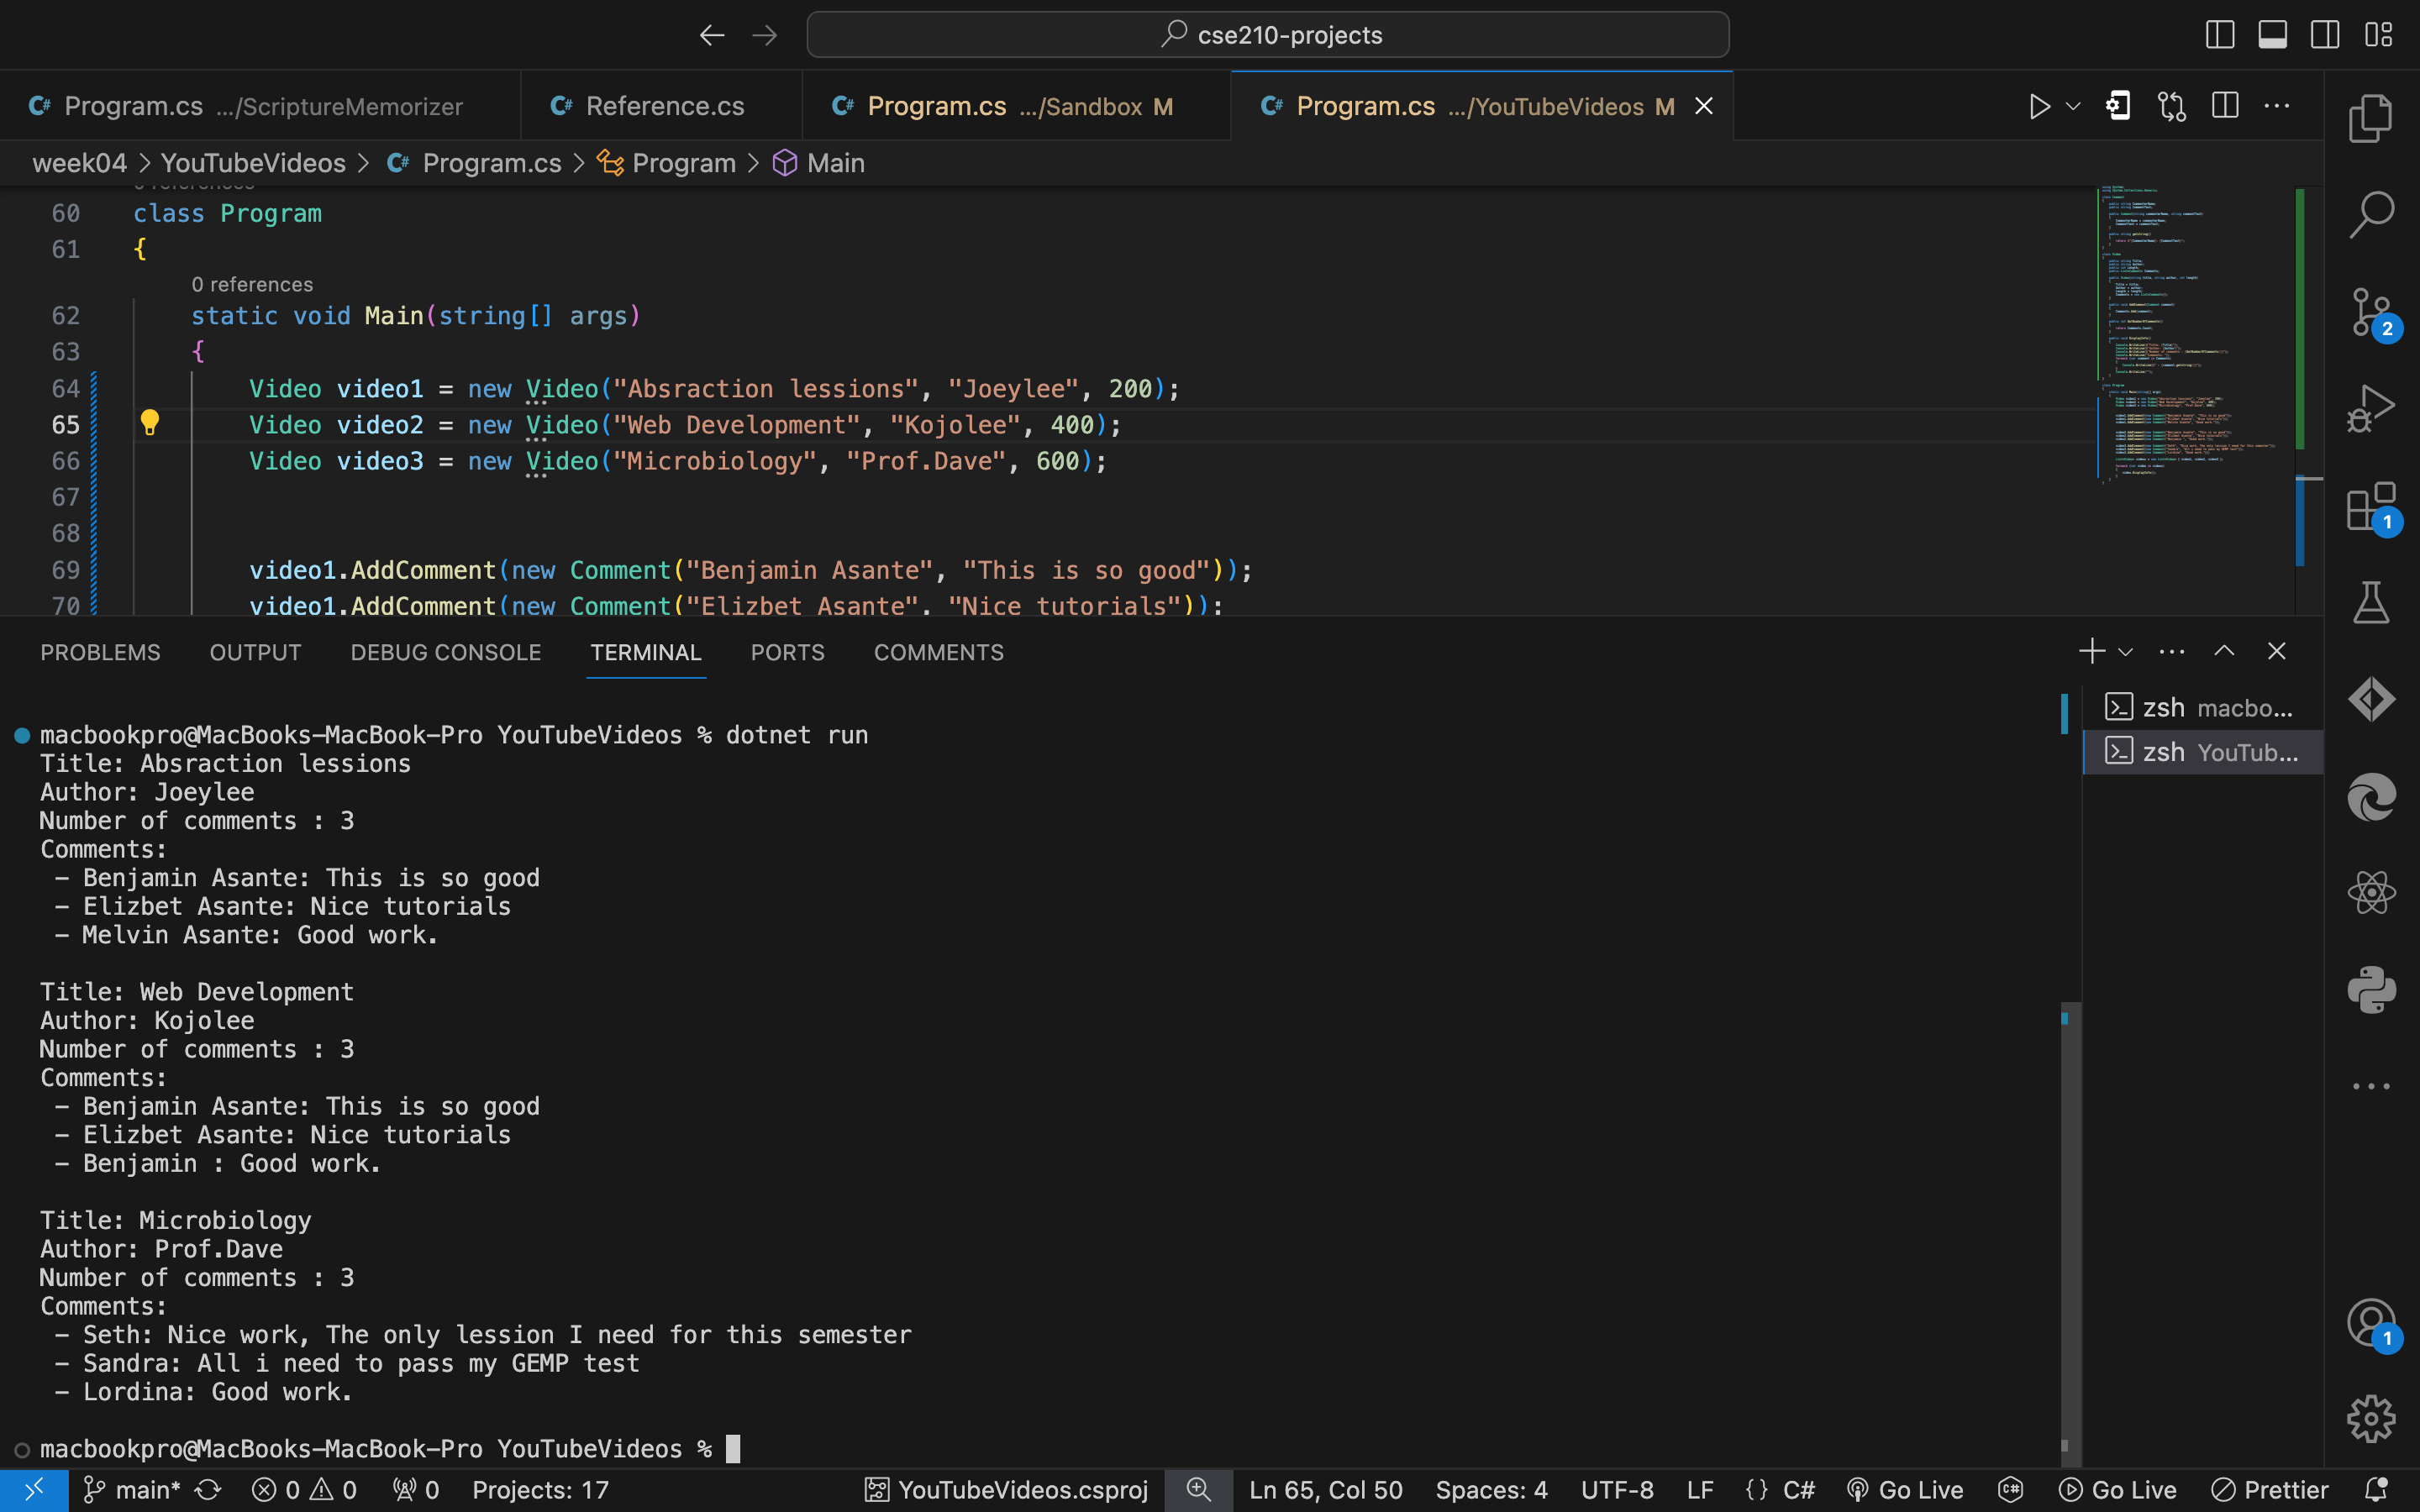 cse210-projects
C# Program.cs .../ScriptureMemorizer
C# Reference.cs
C# Program.cs .../Sandbox M
C# Program.cs .../YouTubeVideos M
week04 > YouTubeVideos > C# Program.cs > Program > Main
60 class Program
61 {
0 references
62 static void Main(string[] args)
63 {
64 Video video1 = new Video("Absraction lessions", "Joeylee", 200);
65 Video video2 = new Video("Web Development", "Kojolee", 400);
66 Video video3 = new Video("Microbiology", "Prof.Dave", 600);
67
68
69 video1.AddComment(new Comment("Benjamin Asante", "This is so good"));
70 video1.AddComment(new Comment("Elizbet Asante", "Nice tutorials"));
2
1
PROBLEMS OUTPUT DEBUG CONSOLE TERMINAL PORTS COMMENTS
zsh macbo...
zsh YouTub...
macbookpro@MacBooks-MacBook-Pro YouTubeVideos % dotnet run
Title: Absraction lessions
Author: Joeylee
Number of comments : 3
Comments:
- Benjamin Asante: This is so good
- Elizbet Asante: Nice tutorials
- Melvin Asante: Good work.
Title: Web Development
Author: Kojolee
Number of comments : 3
Comments:
- Benjamin Asante: This is so good
- Elizbet Asante: Nice tutorials
- Benjamin : Good work.
Title: Microbiology
Author: Prof.Dave
Number of comments : 3
Comments:
- Seth: Nice work, The only lession I need for this semester
- Sandra: All i need to pass my GEMP test
- Lordina: Good work.
1
macbookpro@MacBooks-MacBook-Pro YouTubeVideos %
main* 0 0 0 Projects: 17 YouTubeVideos.csproj Ln 65, Col 50 Spaces: 4 UTF-8 LF {} C# Go Live Go Live Prettier